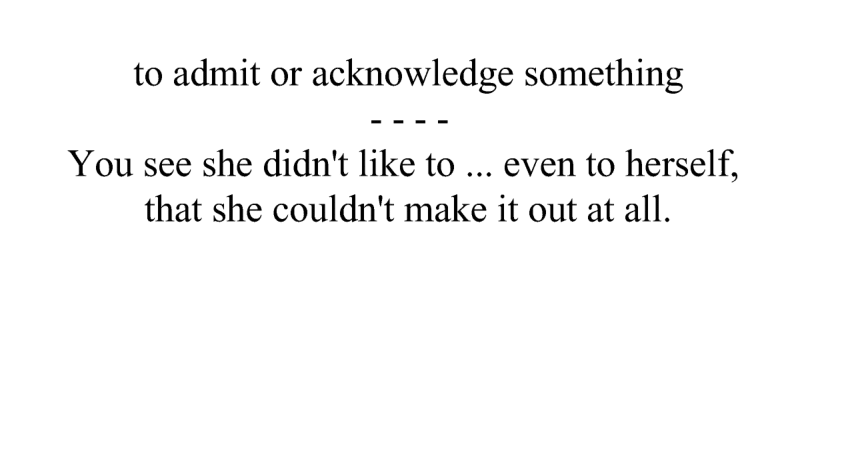 to admit or acknowledge something
- - - -
You see she didn't like to ... even to herself,
that she couldn't make it out at all.